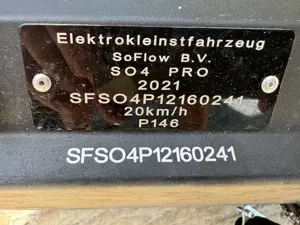 Elektrokleinstfahrzeug
SoFlow B.V.
SO4 PRO
2021
SFSO4P12160241
20km/h
P146
SFSO4P12160241